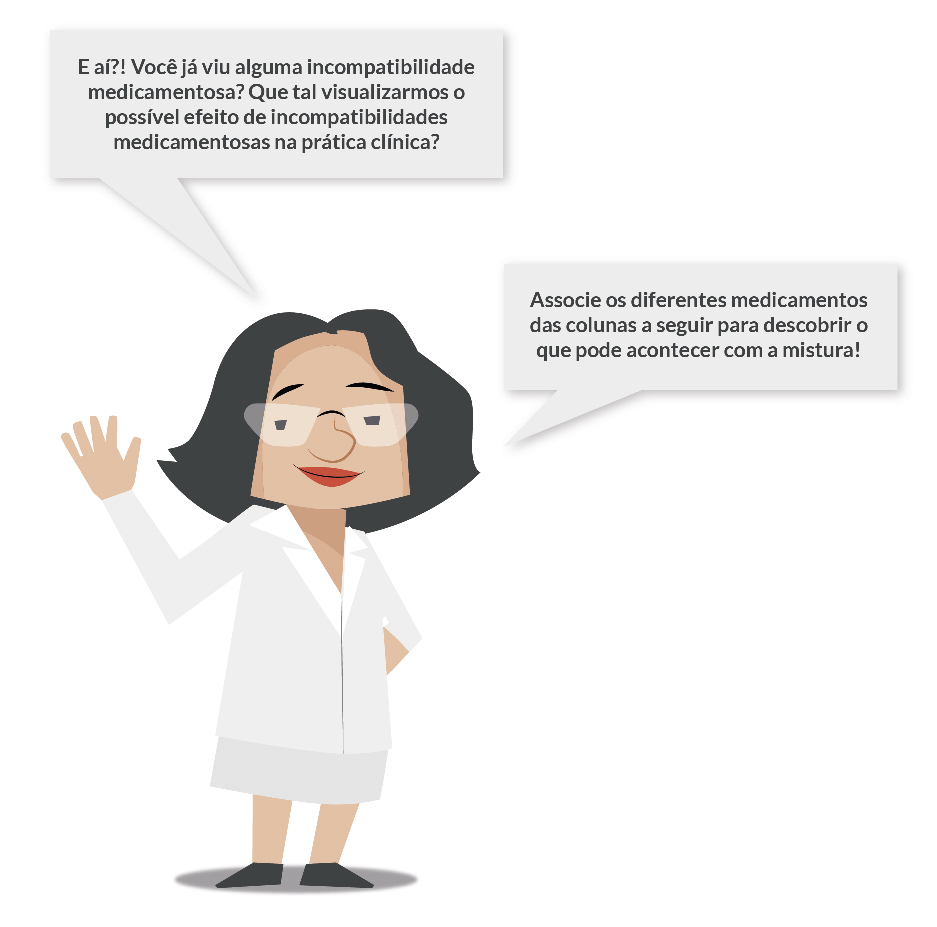 E aí?! Você já viu alguma incompatibilidade
medicamentosa? Que tal visualizarmos o
possível efeito de incompatibilidades
medicamentosas na prática clínica?
Associe os diferentes medicamentos
das colunas a seguir para descobrir o
que pode acontecer com a mistura!